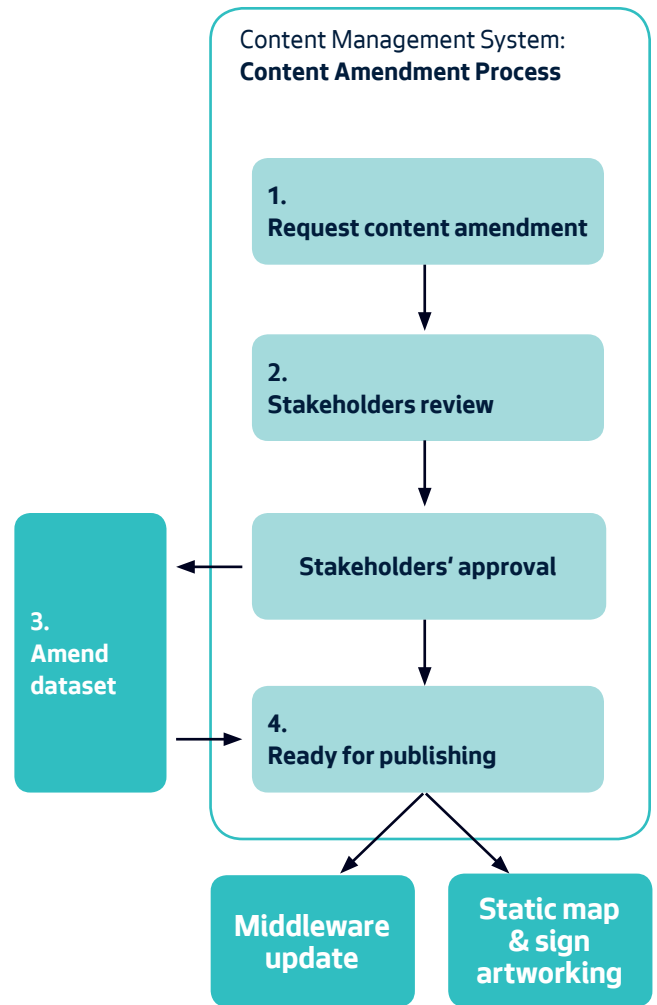 Content Management System:
Content Amendment Process
1.
Request content amendment
2.
Stakeholders review
Stakeholders’ approval
3.
Amend
dataset
4.
Ready for publishing
Middleware
update
Static map
& sign
artworking